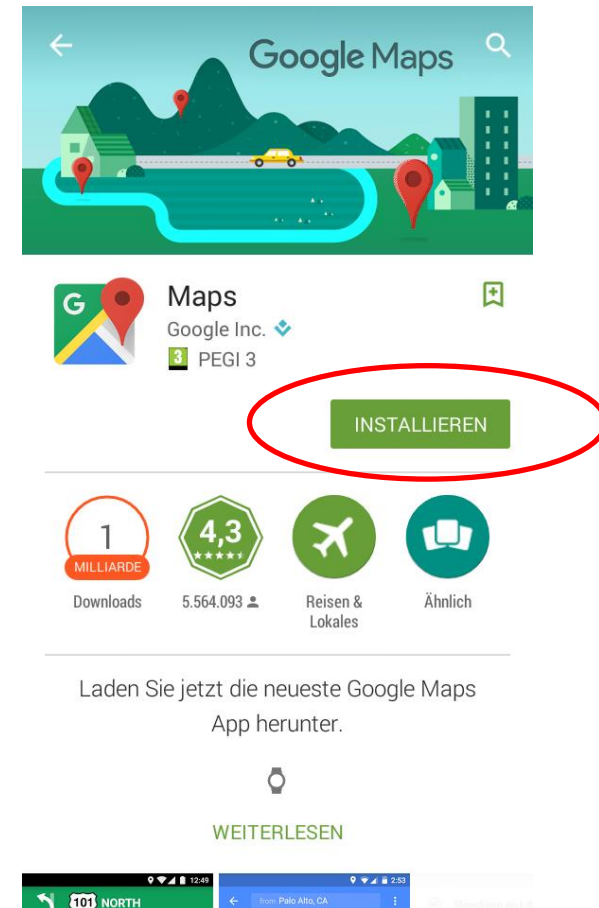 Google Maps
G
Maps
Google Inc.
3 PEGI 3
INSTALLIEREN
1
MILLIARDE
Downloads
4,3
5.564.093
Reisen &
Lokales
Ähnlich
Laden Sie jetzt die neueste Google Maps
App herunter.
WEITERLESEN
12:49
101 NORTH
2:53
from Palo Alto, CA